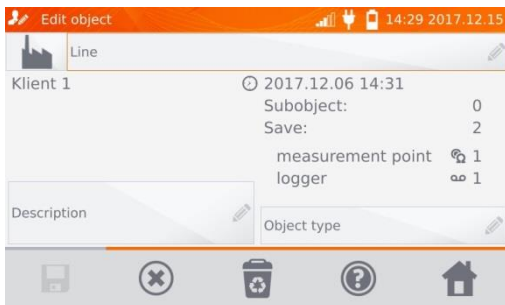 Edit object
14:29 2017.12.15
Line
Klient 1
2017.12.06 14:31
Subobject: 0
Save: 2
measurement point 1
logger 1
Description
Object type